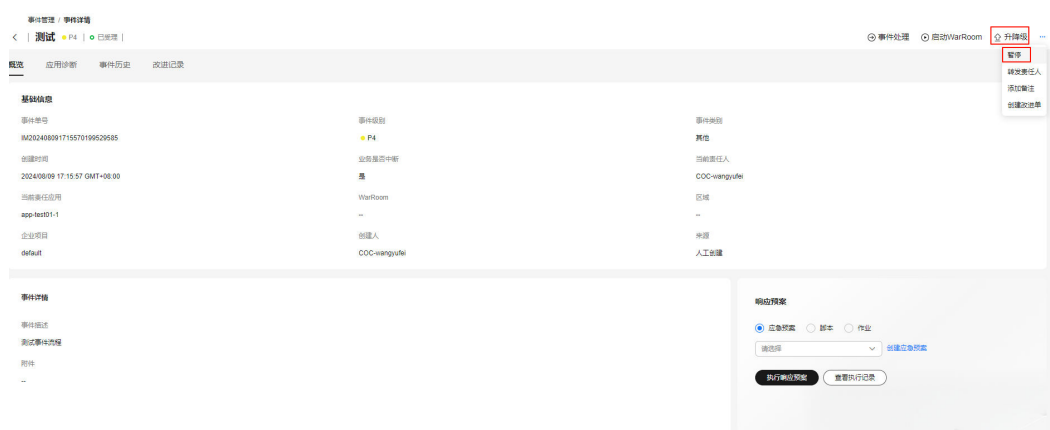 事件管理 / 事件详情
< | 测试 P4 | 已受理 | 事件处理 启动WarRoom 升降级 ...
暂停
转发责任人
添加备注
创建改进单
概览 应用诊断 事件历史 改进记录
基础信息
事件单号 事件级别 事件类别
IM20240809171557019952​9585 P4 其他
创建时间 业务是否中断 当前责任人
2024/08/09 17:15:57 GMT+08:00 是 COC-wangyufei
当前责任应用 WarRoom 区域
app-test01-1 -- --
企业项目 创建人 来源
default COC-wangyufei 人工创建
事件详情
事件描述
测试事件流程
附件
--
响应预案
应急预案 脚本 作业
请选择 创建应急预案
执行响应预案 查看执行记录